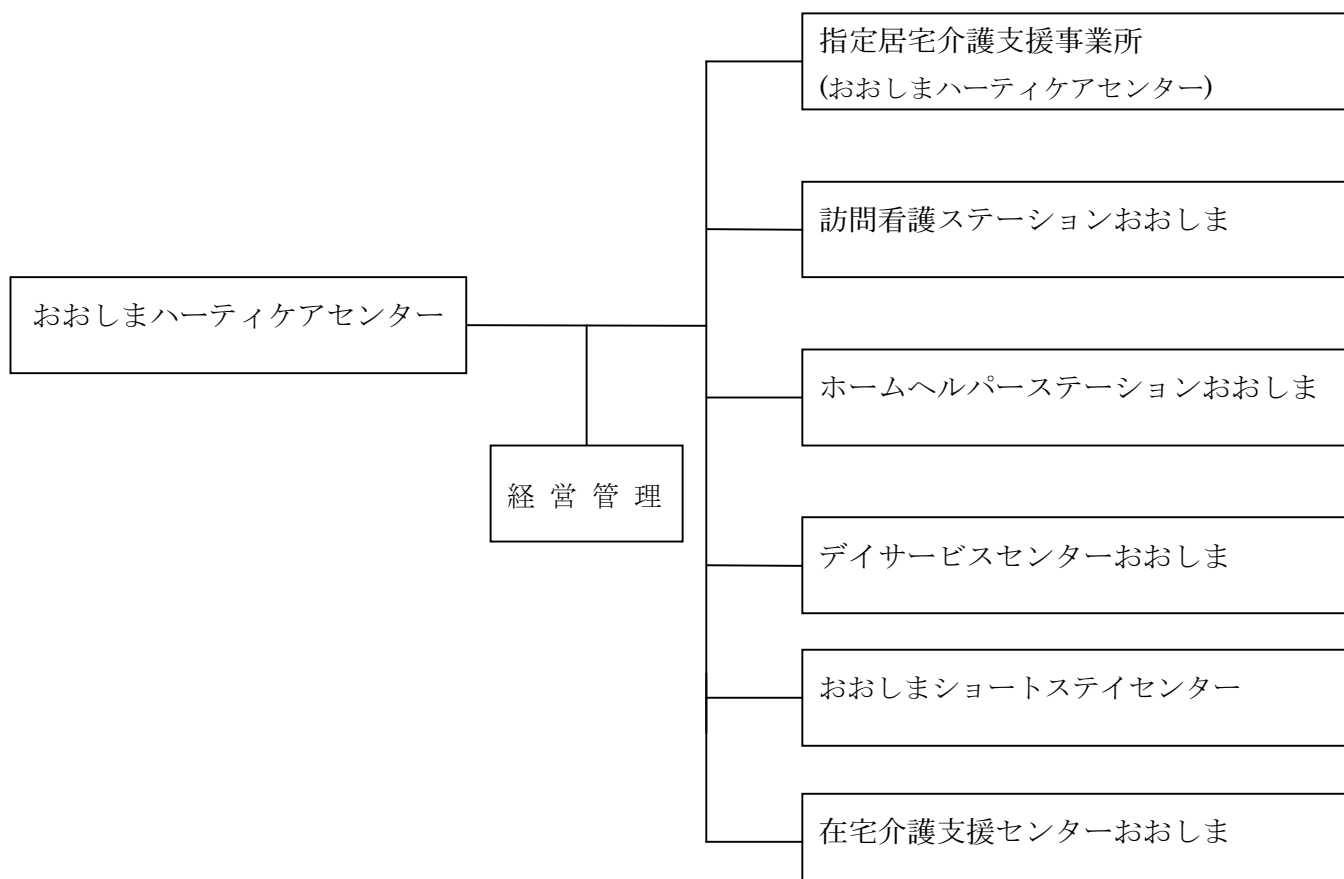 指定居宅介護支援事業所
(おおしまハーティケアセンター)
訪問看護ステーションおおしま
おおしまハーティケアセンター
ホームヘルパーステーションおおしま
経 営 管 理
デイサービスセンターおおしま
おおしまショートステイセンター
在宅介護支援センターおおしま